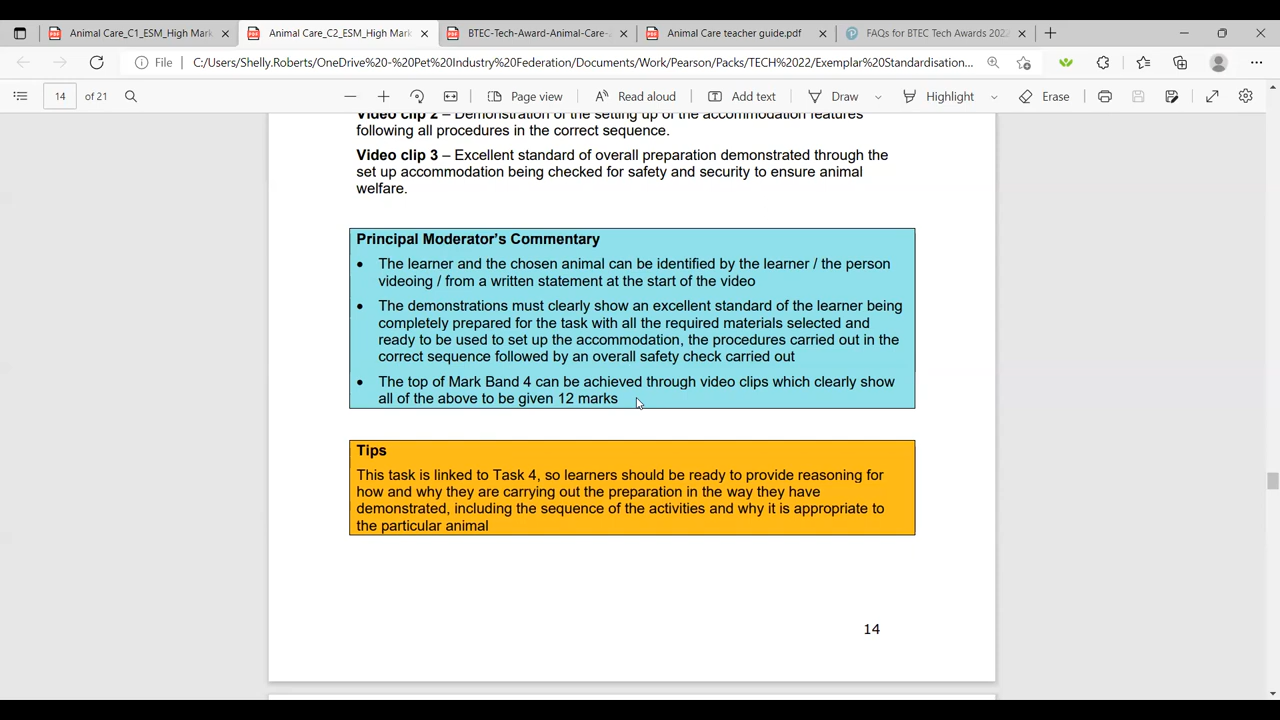 Animal Care_C1_ESM_High Mark
Animal Care_C2_ESM_High Mark
BTEC-Tech-Award-Animal-Care-
Animal Care teacher guide.pdf
FAQs for BTEC Tech Awards 202
File
C:/Users/Shelly.Roberts/OneDrive%20-%20Pet%20Industry%20Federation/Documents/Work/Pearson/Packs/TECH%2022/Exemplar%20Standardisation...
14 of 21
Page view
Read aloud
Add text
Draw
Highlight
Erase
Video clip 2 – Demonstration of the setting up of the accommodation features
following all procedures in the correct sequence.
Video clip 3 – Excellent standard of overall preparation demonstrated through the
set up accommodation being checked for safety and security to ensure animal
welfare.
Principal Moderator's Commentary
• The learner and the chosen animal can be identified by the learner / the person
videoing / from a written statement at the start of the video
• The demonstrations must clearly show an excellent standard of the learner being
completely prepared for the task with all the required materials selected and
ready to be used to set up the accommodation, the procedures carried out in the
correct sequence followed by an overall safety check carried out
• The top of Mark Band 4 can be achieved through video clips which clearly show
all of the above to be given 12 marks
Tips
This task is linked to Task 4, so learners should be ready to provide reasoning for
how and why they are carrying out the preparation in the way they have
demonstrated, including the sequence of the activities and why it is appropriate to
the particular animal
14